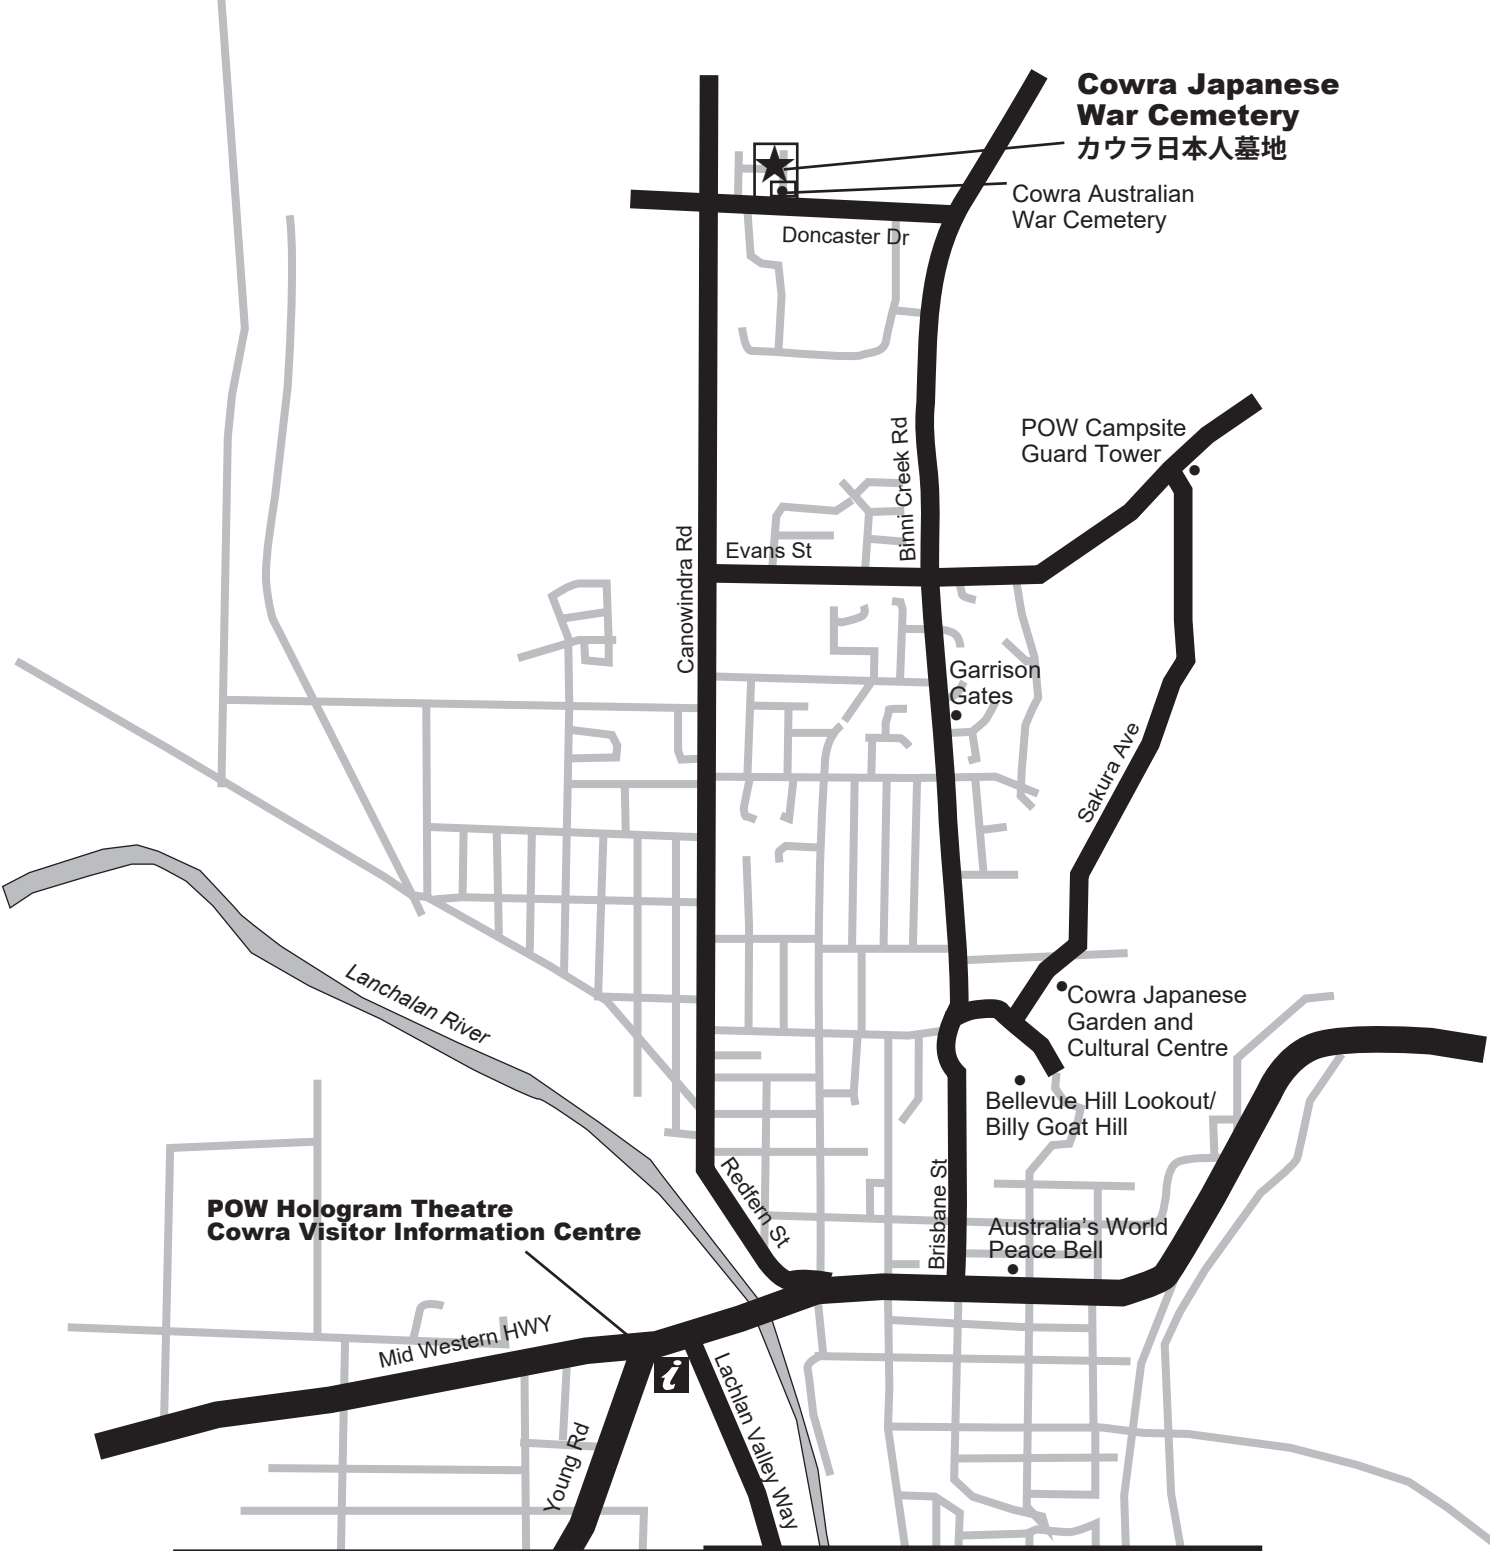 Cowra Japanese
War Cemetery
カウラ日本人墓地
Cowra Australian
War Cemetery
Doncaster Dr
POW Campsite
Guard Tower
Binni Creek Rd
Canowindra Rd
Evans St
Garrison
Gates
Sakura Ave
Lanchalan River
Cowra Japanese
Garden and
Cultural Centre
Bellevue Hill Lookout/
Billy Goat Hill
Redfern St
Brisbane St
POW Hologram Theatre
Cowra Visitor Information Centre
Australia's World
Peace Bell
Mid Western HWY
i
Lachlan Valley Way
Young Rd